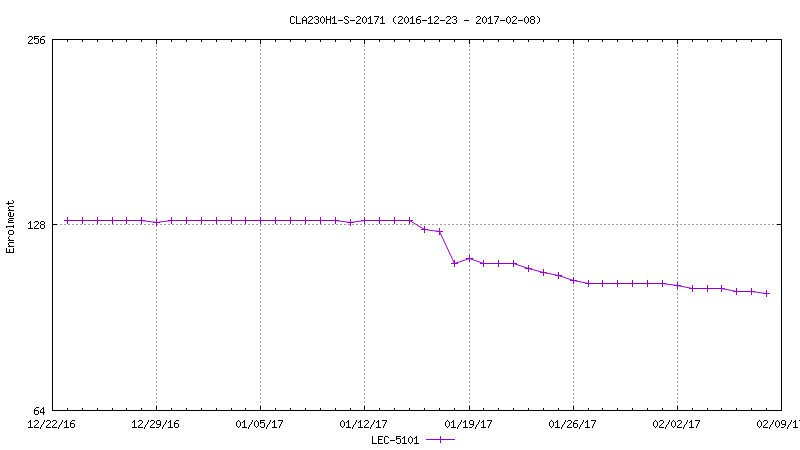 CLA230H1-S-20171 (2016-12-23 - 2017-02-08)
256
128
64
Enrolment
12/22/16 12/29/16 01/05/17 01/12/17 01/19/17 01/26/17 02/02/17 02/09/17
LEC-5101